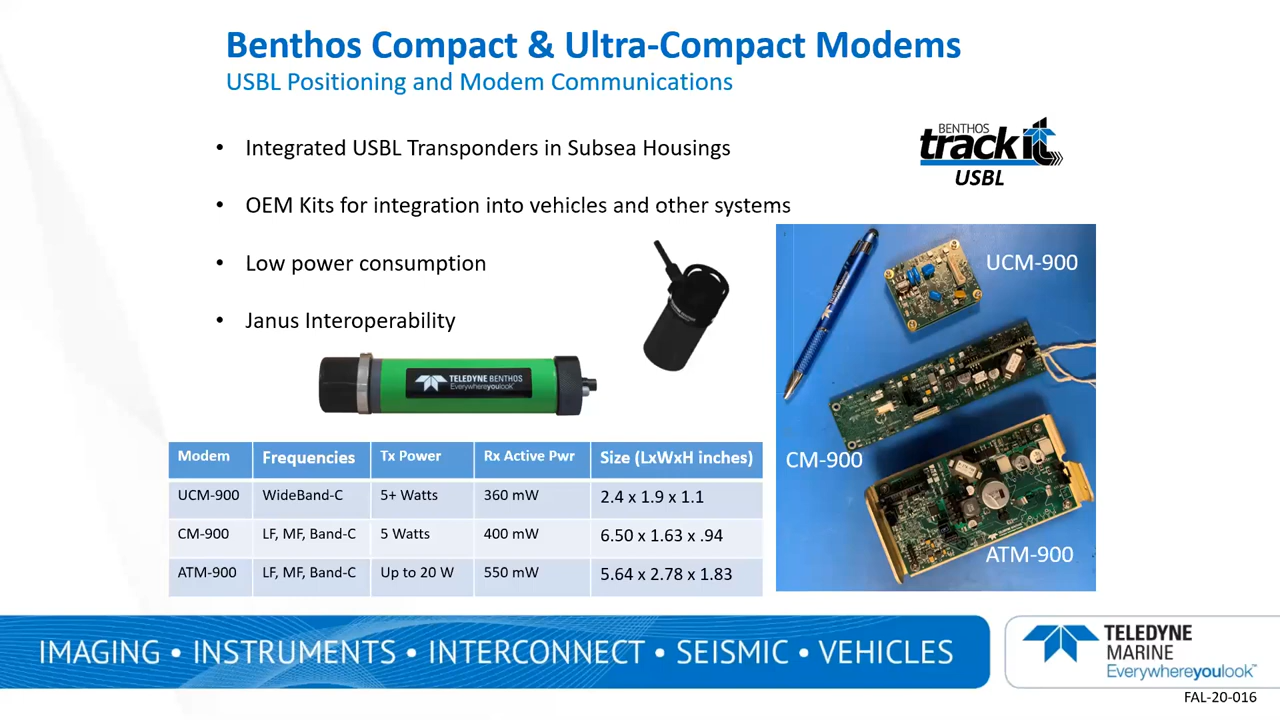 Benthos Compact & Ultra-Compact Modems
USBL Positioning and Modem Communications
• Integrated USBL Transponders in Subsea Housings
• OEM Kits for integration into vehicles and other systems
• Low power consumption
• Janus Interoperability
BENTHOS
trackit
USBL
TELEDYNE BENTHOS
Everywhereyoulook
UCM-900
CM-900
ATM-900
Modem Frequencies Tx Power Rx Active Pwr Size (LxWxH inches)
UCM-900 WideBand-C 5+ Watts 360 mW 2.4 x 1.9 x 1.1
CM-900 LF, MF, Band-C 5 Watts 400 mW 6.50 x 1.63 x .94
ATM-900 LF, MF, Band-C Up to 20 W 550 mW 5.64 x 2.78 x 1.83
IMAGING • INSTRUMENTS • INTERCONNECT • SEISMIC • VEHICLES
TELEDYNE
MARINE
Everywhereyoulook™
FAL-20-016